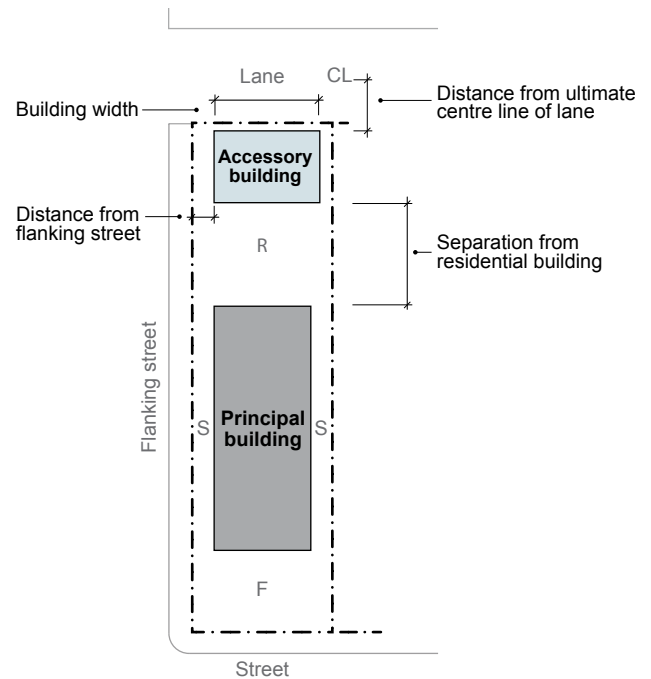 Lane
CL
Distance from ultimate
centre line of lane
Building width
Accessory
building
Distance from
flanking street
R
Separation from
residential building
Flanking street
S
Principal
building
S
F
Street